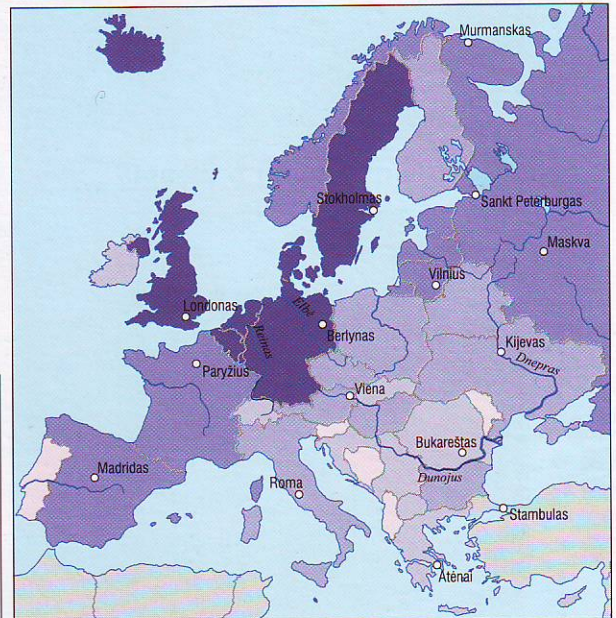 Murmanskas
Stokholmas
Sankt Peterburgas
Maskva
Vilnius
Londonas
Elbė
Reinas
Berlynas
Kijevas
Dnepras
Paryžius
Viena
Bukareštas
Madridas
Dunojus
Roma
Stambulas
Atėnai